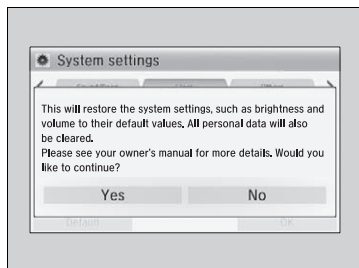 System settings
This will restore the system settings, such as brightness and
volume to their default values. All personal data will also
be cleared.
Please see your owner's manual for more details. Would you
like to continue?
Yes No
Default OK